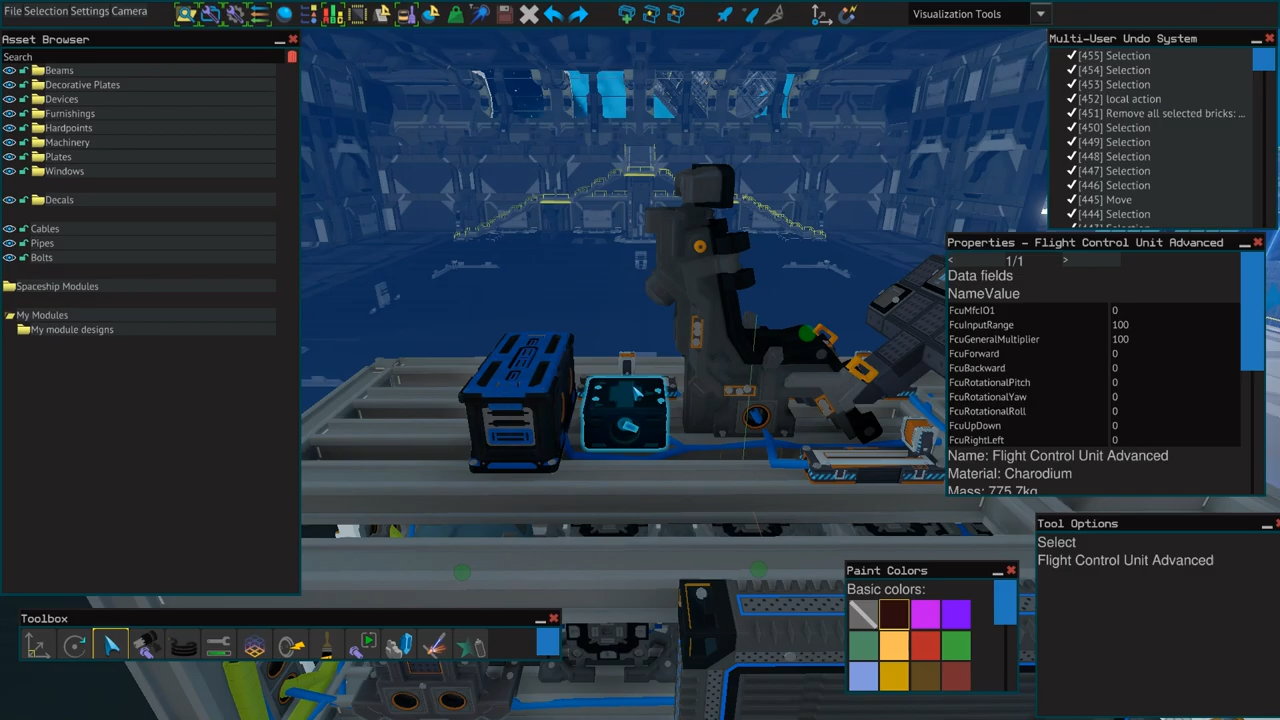 File Selection Settings Camera
Visualization Tools
Asset Browser
Search
Beams
Decorative Plates
Devices
Furnishings
Hardpoints
Machinery
Plates
Windows
Decals
Cables
Pipes
Bolts
Spaceship Modules
My Modules
My module designs
Multi-User Undo System
[455] Selection
[454] Selection
[453] Selection
[452] local action
[451] Remove all selected bricks: ...
[450] Selection
[449] Selection
[448] Selection
[447] Selection
[446] Selection
[445] Move
[444] Selection
Properties - Flight Control Unit Advanced
< 1/1 >
Data fields
NameValue
FcuMfcIO1 0
FcuInputRange 100
FcuGeneralMultiplier 100
FcuForward 0
FcuBackward 0
FcuRotationalPitch 0
FcuRotationalYaw 0
FcuRotationalRoll 0
FcuUpDown 0
FcuRightLeft 0
Name: Flight Control Unit Advanced
Material: Charodium
Mass: 775.7kg
Tool Options
Select
Flight Control Unit Advanced
Paint Colors
Basic colors:
Toolbox